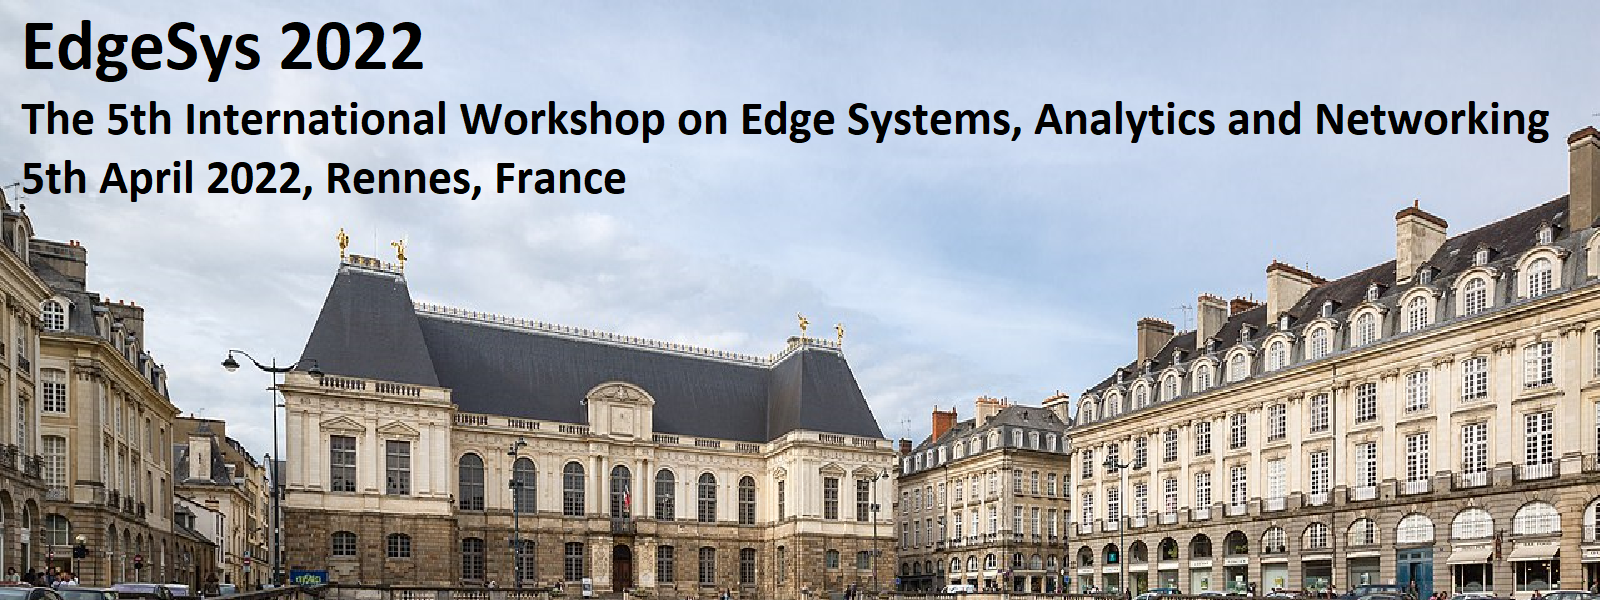 EdgeSys 2022
The 5th International Workshop on Edge Systems, Analytics and Networking
5th April 2022, Rennes, France